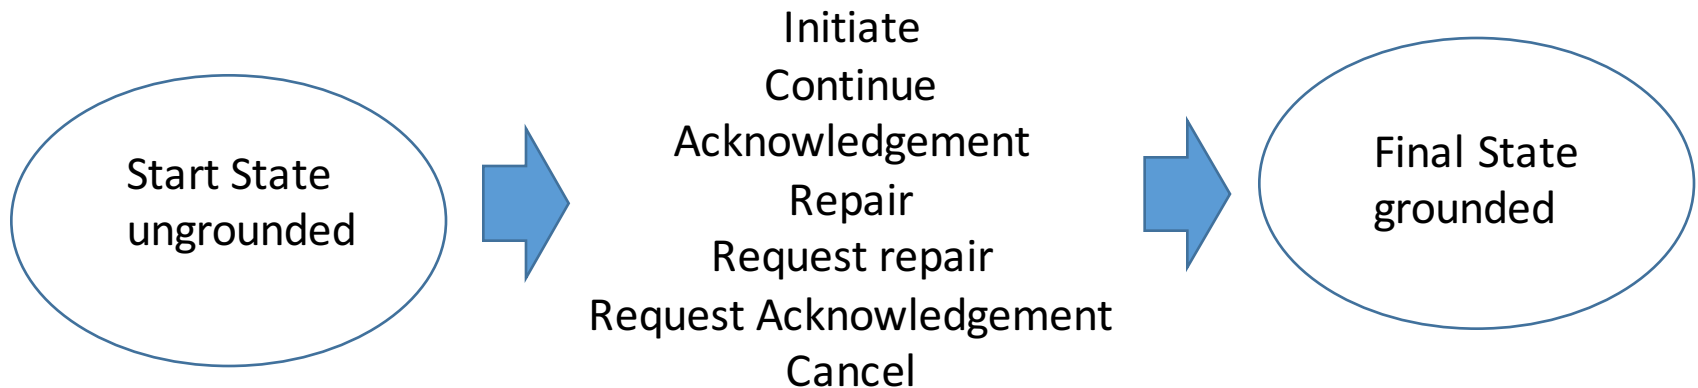 Start State
ungrounded
Initiate
Continue
Acknowledgement
Repair
Request repair
Request Acknowledgement
Cancel
Final State
grounded